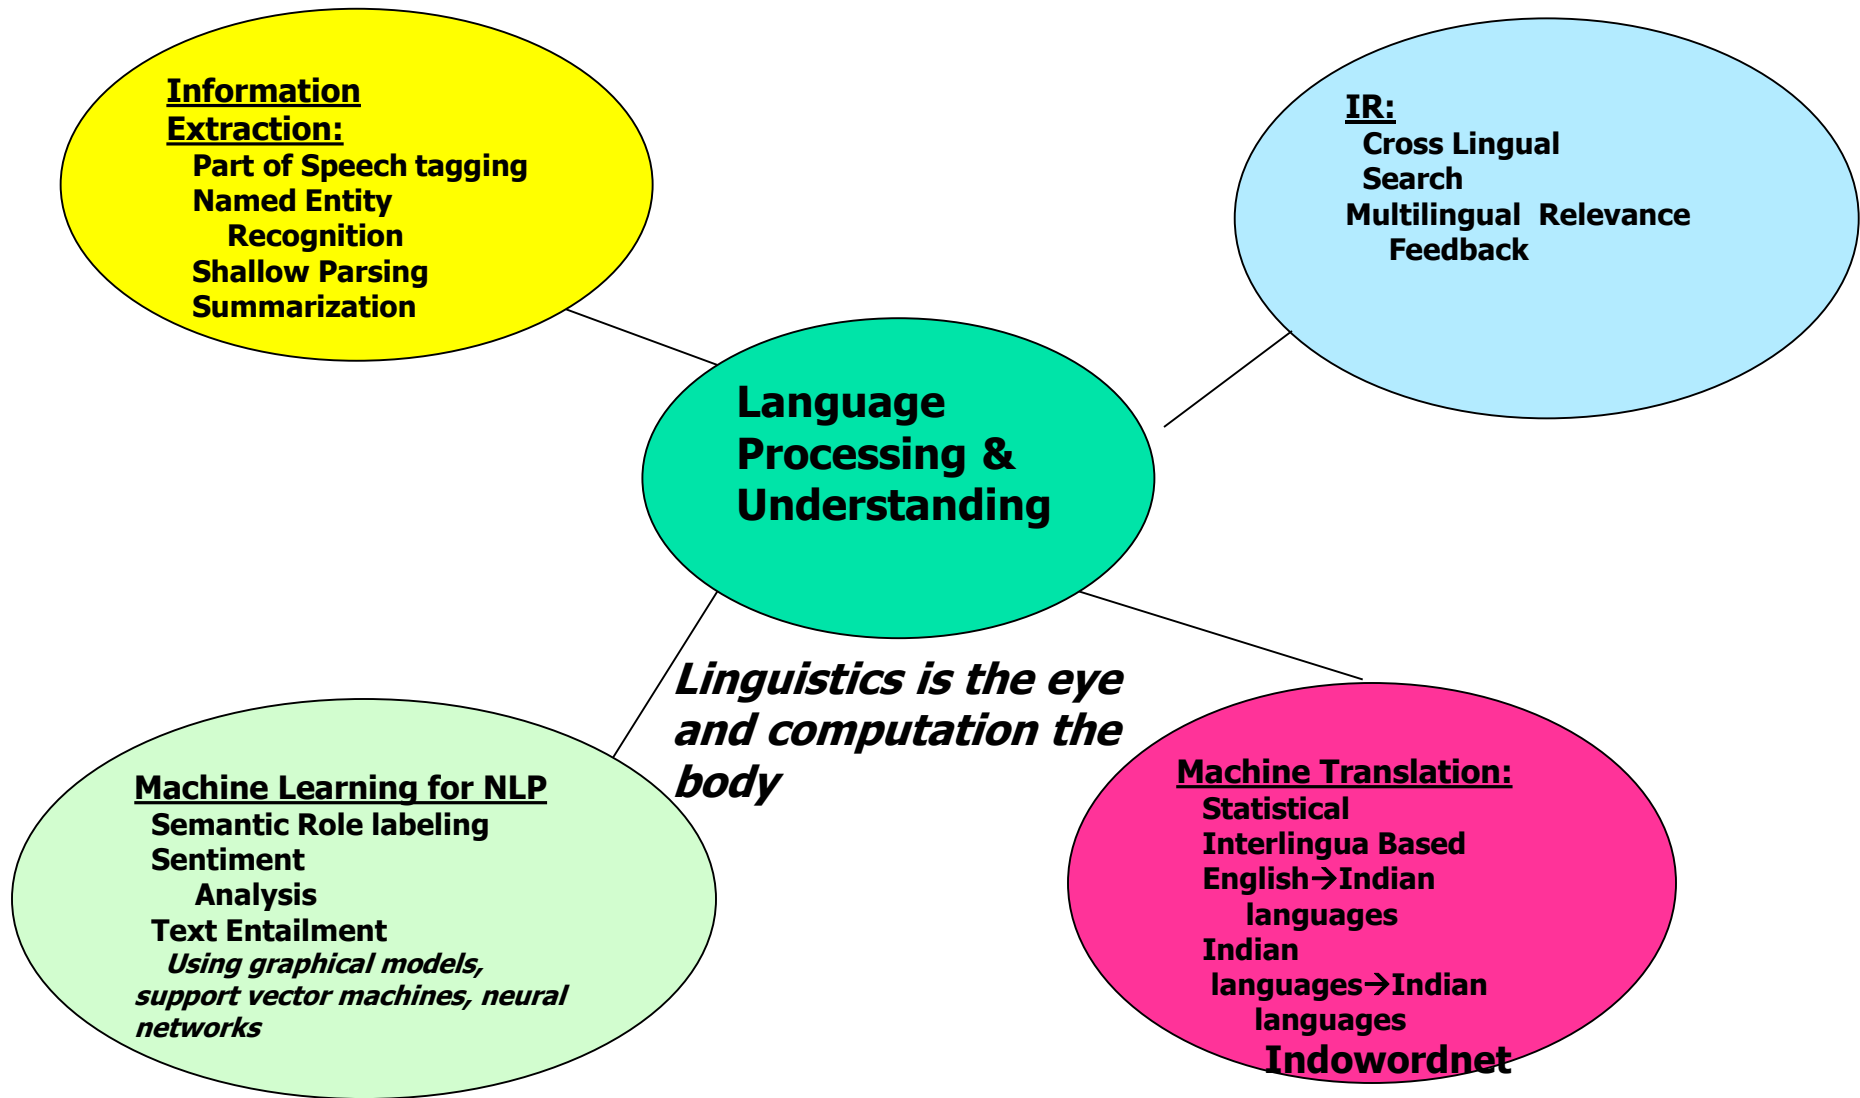 Information
Extraction:
Part of Speech tagging
Named Entity
Recognition
Shallow Parsing
Summarization
IR:
Cross Lingual
Search
Multilingual Relevance
Feedback
Language
Processing &
Understanding
Linguistics is the eye
and computation the
body
Machine Learning for NLP
Semantic Role labeling
Sentiment
Analysis
Text Entailment
Using graphical models,
support vector machines, neural
networks
Machine Translation:
Statistical
Interlingua Based
English→Indian
languages
Indian
languages→Indian
languages
Indowordnet